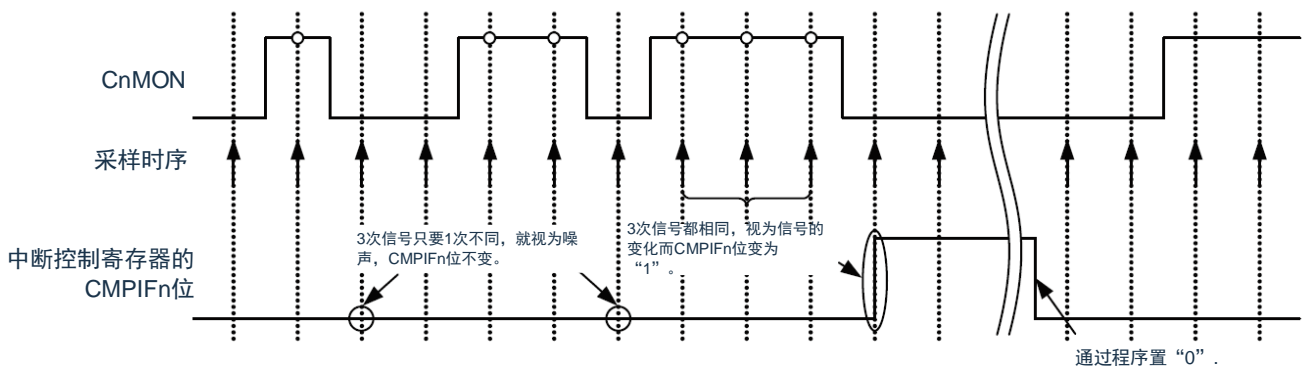 CnMON
采样时序
3次信号只要1次不同，就视为噪
声，CMPIFn位不变。
3次信号都相同，视为信号的
变化而CMPIFn位变为
“1”。
中断控制寄存器的
CMPIFn位
通过程序置“0”.